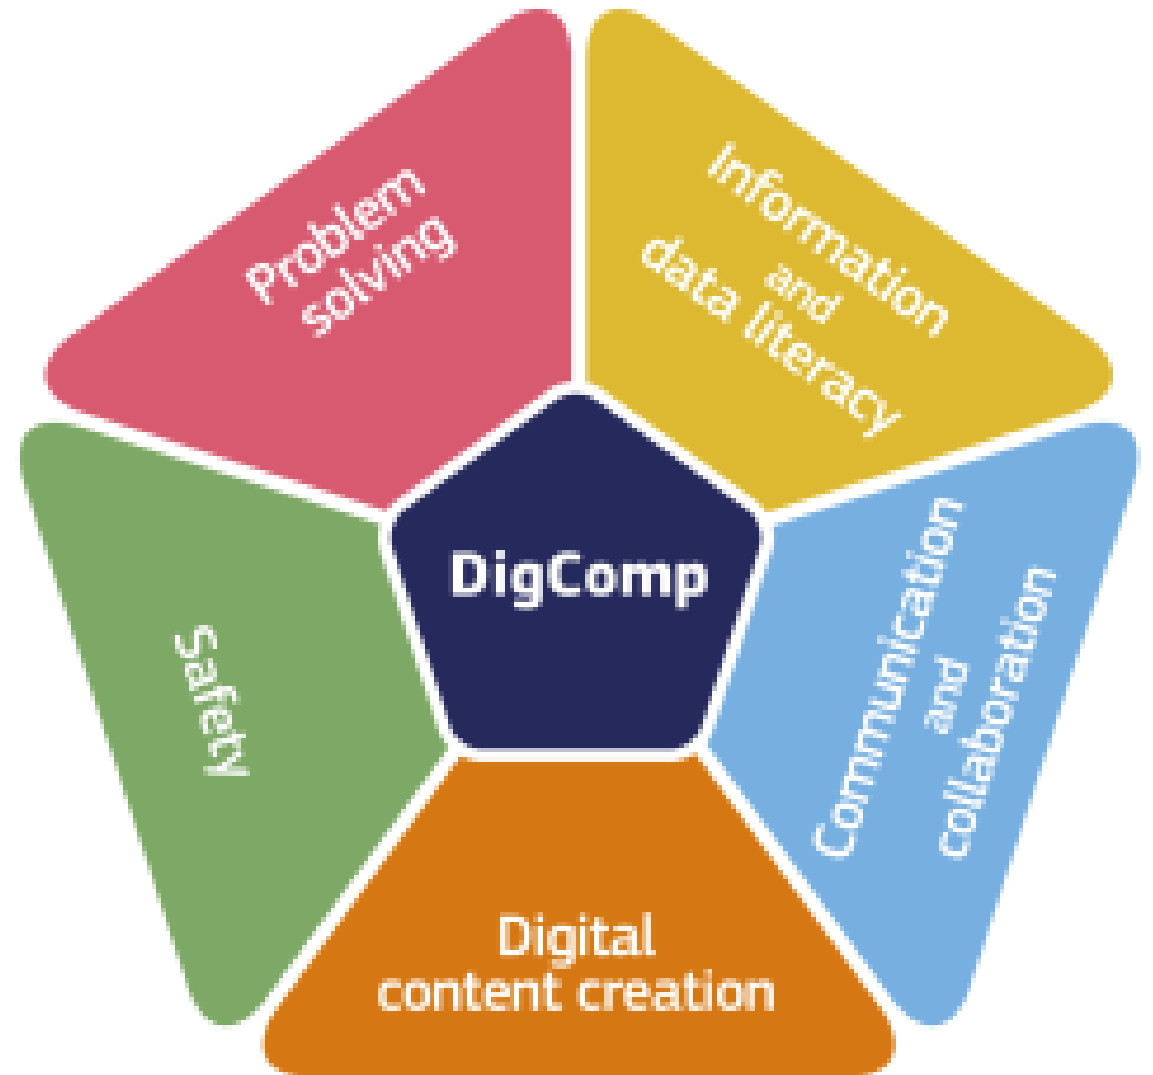 Problem
solving
Information
and
data literacy
DigComp
Safety
Communication
and
collaboration
Digital
content creation